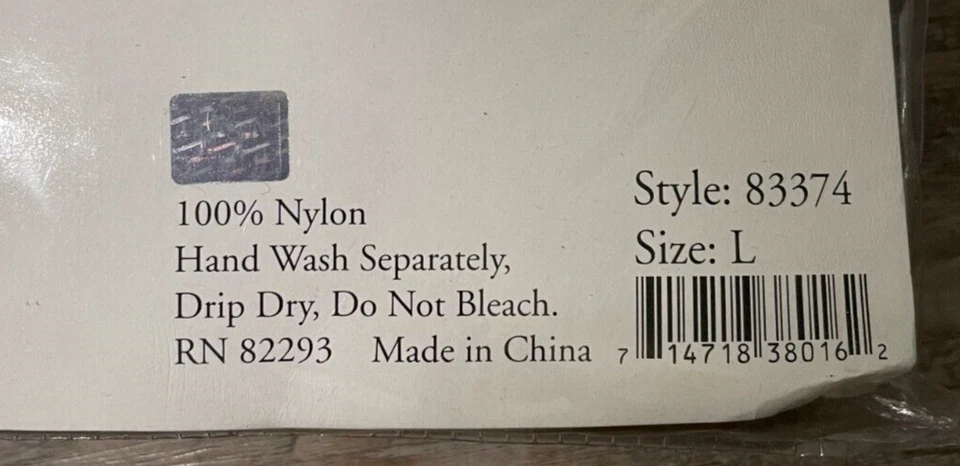 100% Nylon
Hand Wash Separately,
Drip Dry, Do Not Bleach.
RN 82293 Made in China
Style: 83374
Size: L
7 14718 38016 2